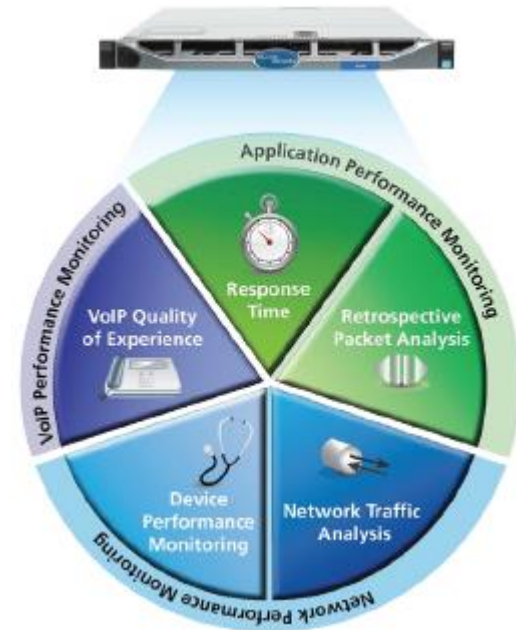 Application Performance Monitoring
VoIP Performance Monitoring
Response
Time
VoIP Quality
of Experience
Retrospective
Packet Analysis
Device
Performance
Monitoring
Network Traffic
Analysis
Network Performance Monitoring